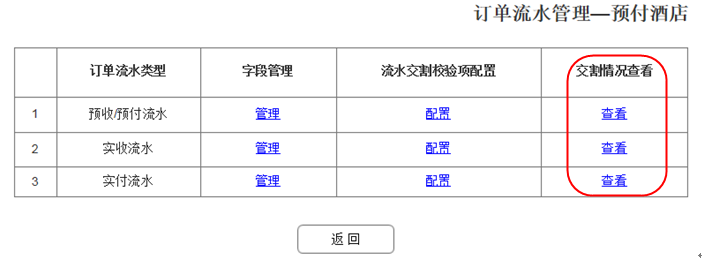 订单流水管理—预付酒店
订单流水类型 字段管理 流水交割校验项配置 交割情况查看
1 预收/预付流水 管理 配置 查看
2 实收流水 管理 配置 查看
3 实付流水 管理 配置 查看
返 回